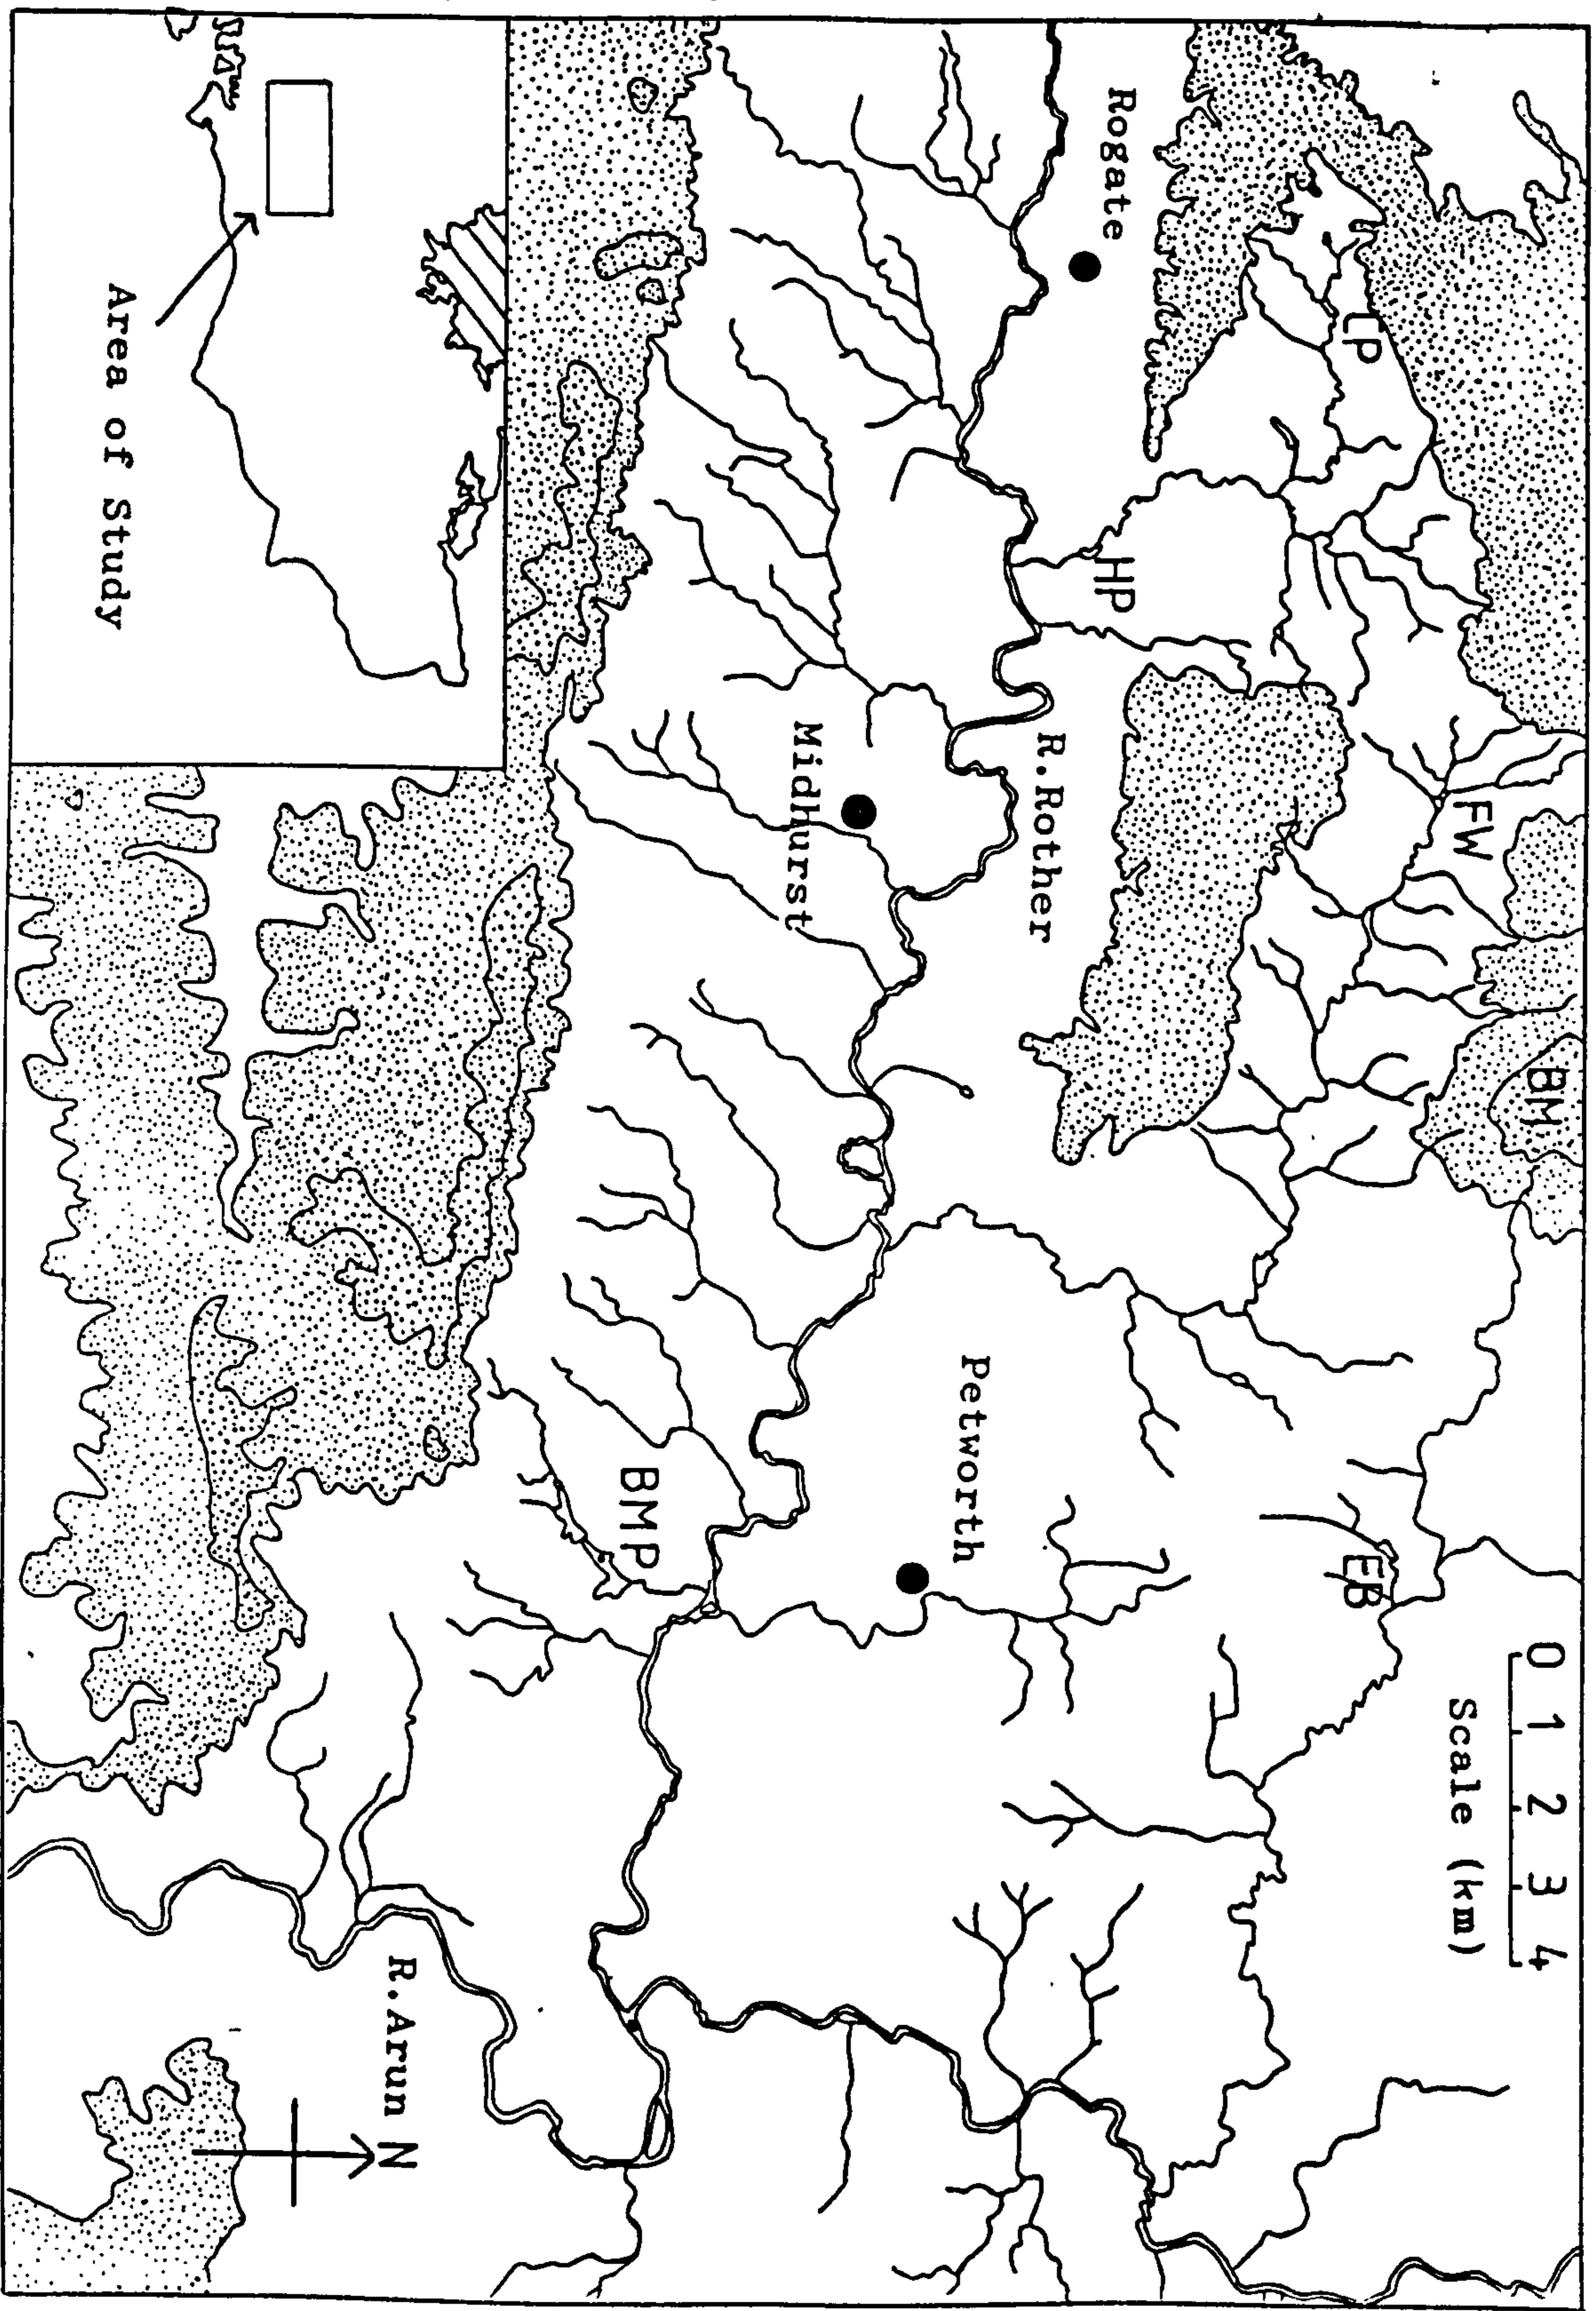 BM
FW
LP
EB
0 1 2 3 4
Scale (km)
HP
Rogate
R.Rother
Petworth
Midhurst
BMP
R.Arun
N
Area of Study